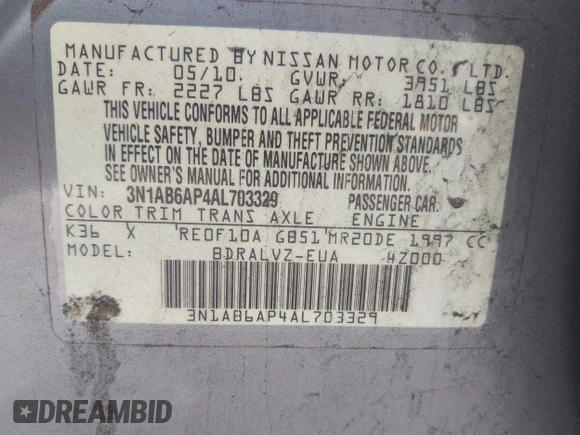 MANUFACTURED BY NISSAN MOTOR CO., LTD.
DATE: 05/10. GVWR: 3951 LBS
GAWR FR: 2227 LBS GAWR RR: 1810 LBS
THIS VEHICLE CONFORMS TO ALL APPLICABLE FEDERAL MOTOR
VEHICLE SAFETY, BUMPER AND THEFT PREVENTION STANDARDS
IN EFFECT ON THE DATE OF MANUFACTURE SHOWN ABOVE.
SEE OWNER'S MANUAL FOR ADDITIONAL INFORMATION.
VIN: 3N1AB6AP4AL703329 PASSENGER CAR.
COLOR TRIM TRANS AXLE ENGINE
K36 X RE0F10A GB51 MR20DE 1997 CC
MODEL: BDRALVZ-EUA 4Z000
3N1AB6AP4AL703329
DREAMBID